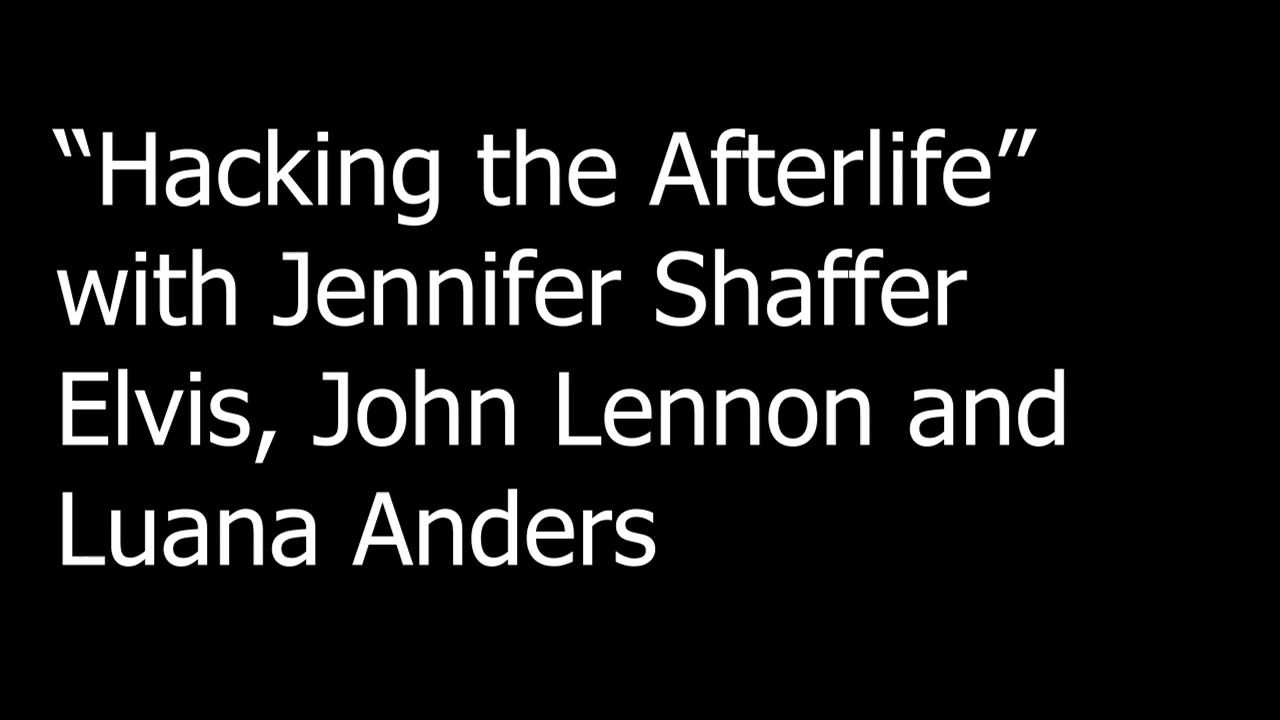 “Hacking the Afterlife”
with Jennifer Shaffer
Elvis, John Lennon and
Luana Anders